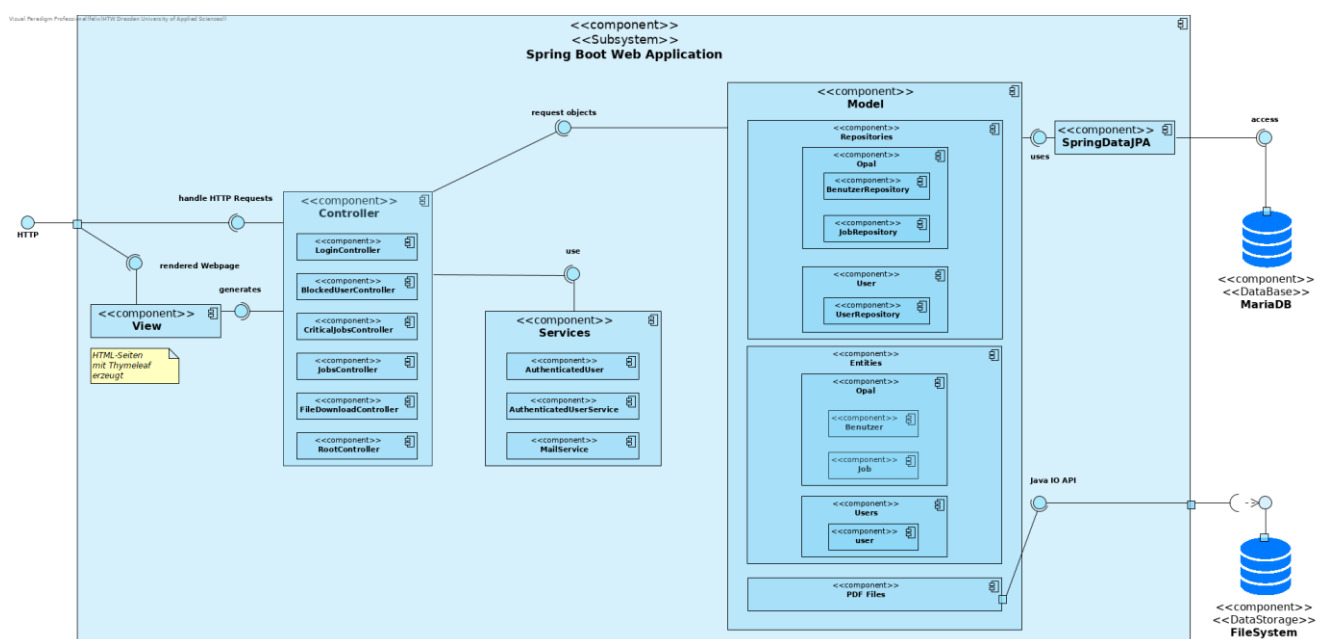 Visual Paradigm Professional(felix(HTW Dresden University of Applied Sciences))
<<component>>
<<Subsystem>>
Spring Boot Web Application
HTTP
handle HTTP Requests
rendered Webpage
generates
<<component>>
View
HTML-Seiten
mit Thymeleaf
erzeugt
<<component>>
Controller
<<component>>
LoginController
<<component>>
BlockedUserController
<<component>>
CriticalJobsController
<<component>>
JobsController
<<component>>
FileDownloadController
<<component>>
RootController
request objects
use
<<component>>
Services
<<component>>
AuthenticatedUser
<<component>>
AuthenticatedUserService
<<component>>
MailService
<<component>>
Model
<<component>>
Repositories
<<component>>
Opal
<<component>>
BenutzerRepository
<<component>>
JobRepository
<<component>>
User
<<component>>
UserRepository
<<component>>
Entities
<<component>>
Opal
<<component>>
Benutzer
<<component>>
Job
<<component>>
Users
<<component>>
user
<<component>>
PDF Files
uses
<<component>>
SpringDataJPA
access
<<component>>
<<DataBase>>
MariaDB
Java IO API
<<component>>
<<DataStorage>>
FileSystem